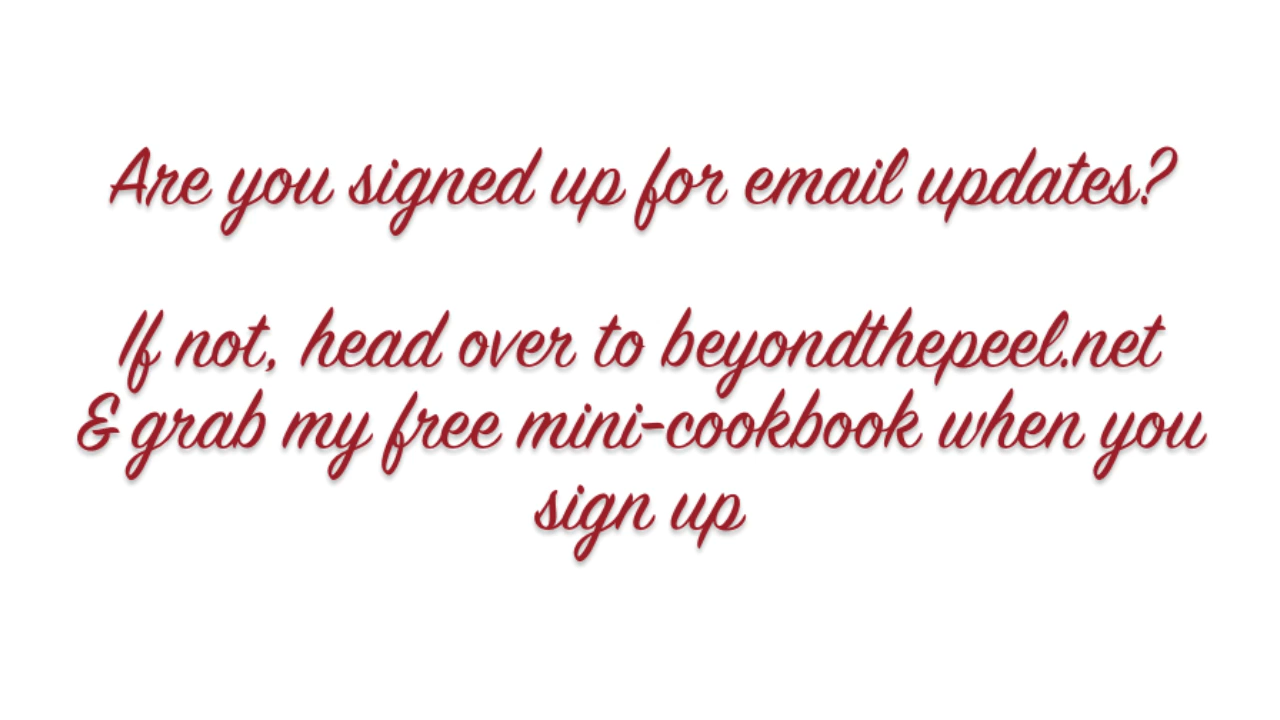 Are you signed up for email updates?
If not, head over to beyondthepeel.net
& grab my free mini-cookbook when you
sign up